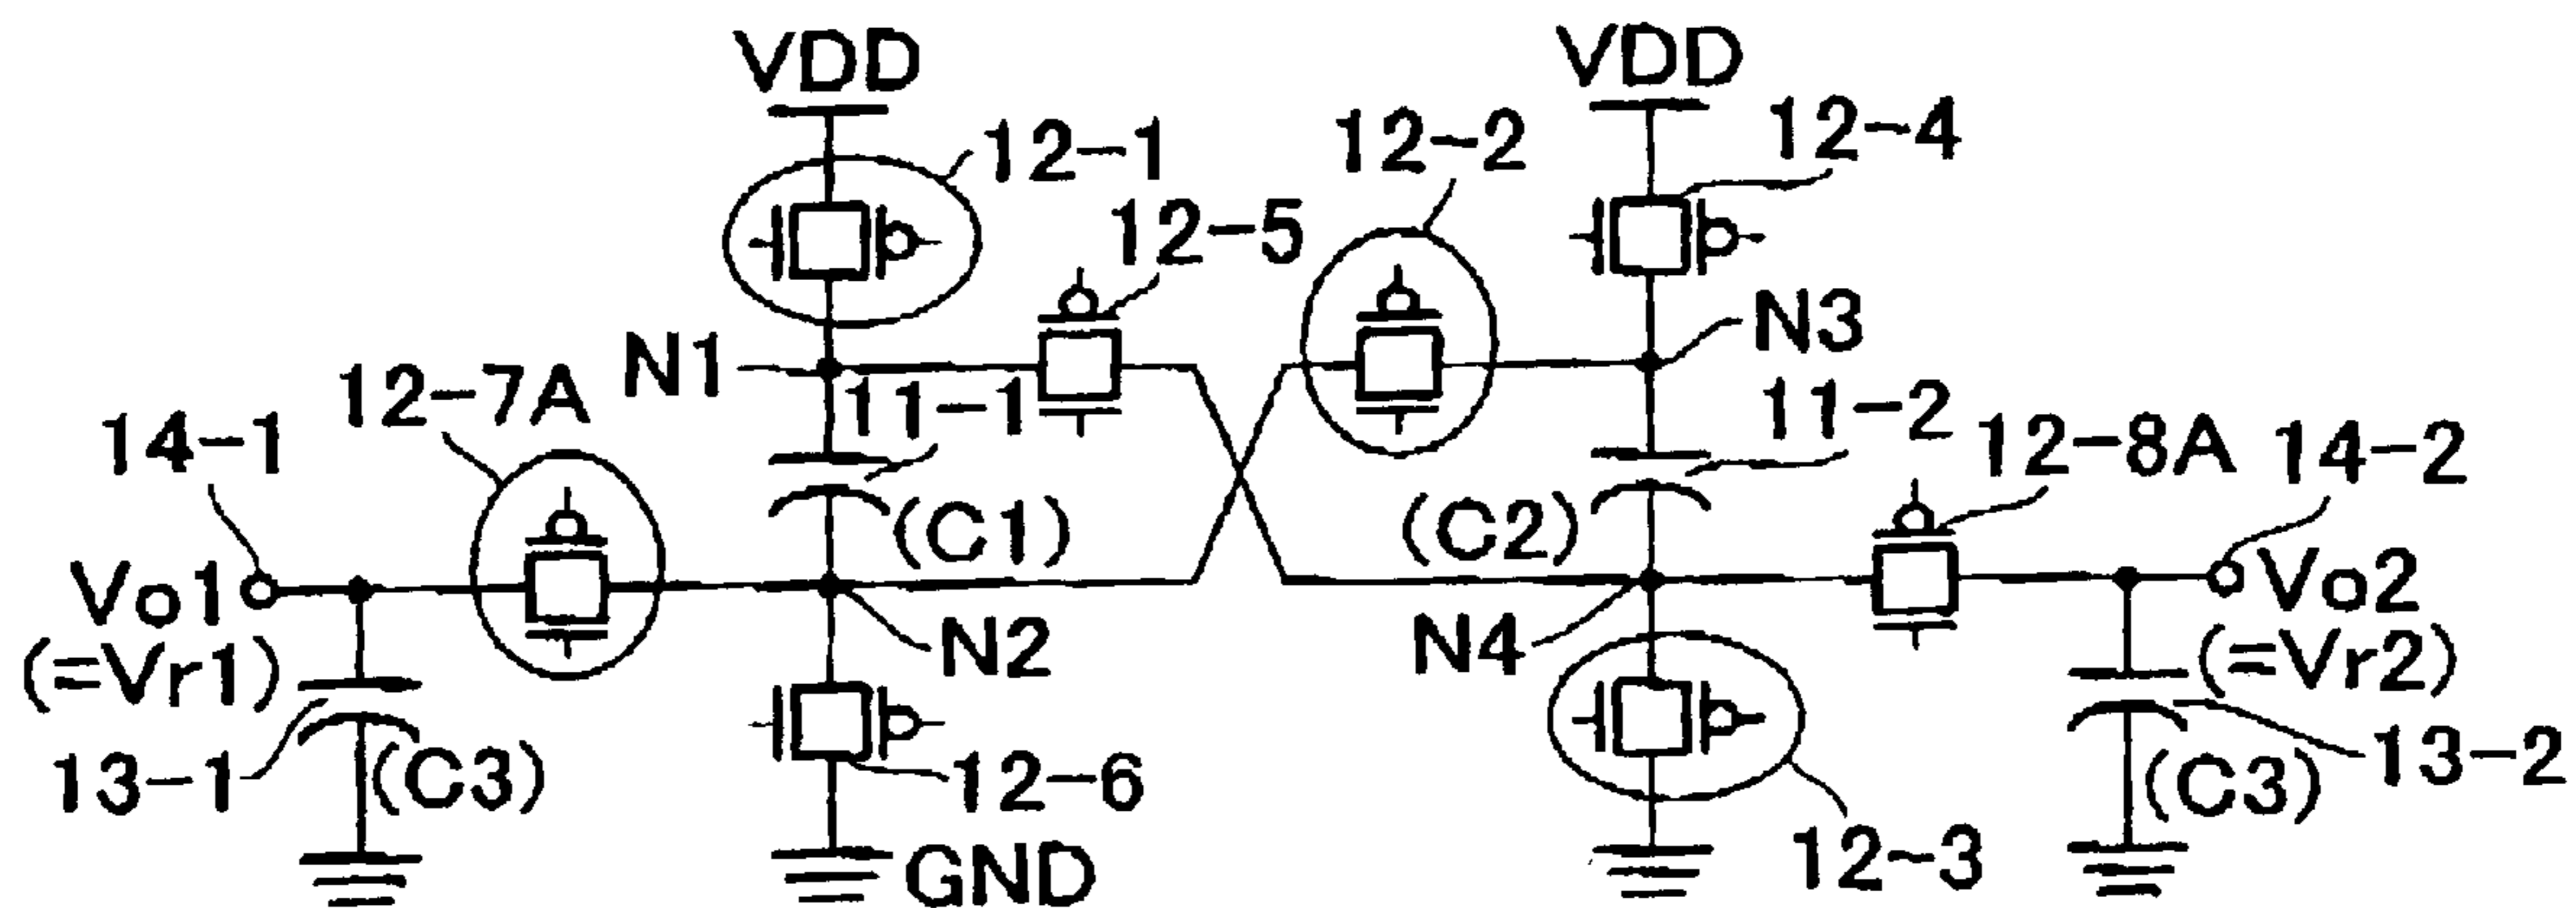 VDD VDD
12-1 12-2 12-4
12-5
N1 N3
12-7A 11-1 11-2
14-1 12-8A 14-2
(C1) (C2)
Vo1 Vo2
N2 N4
(=Vr1) (=Vr2)
13-1 (C3) 12-6 (C3) 13-2
GND 12-3